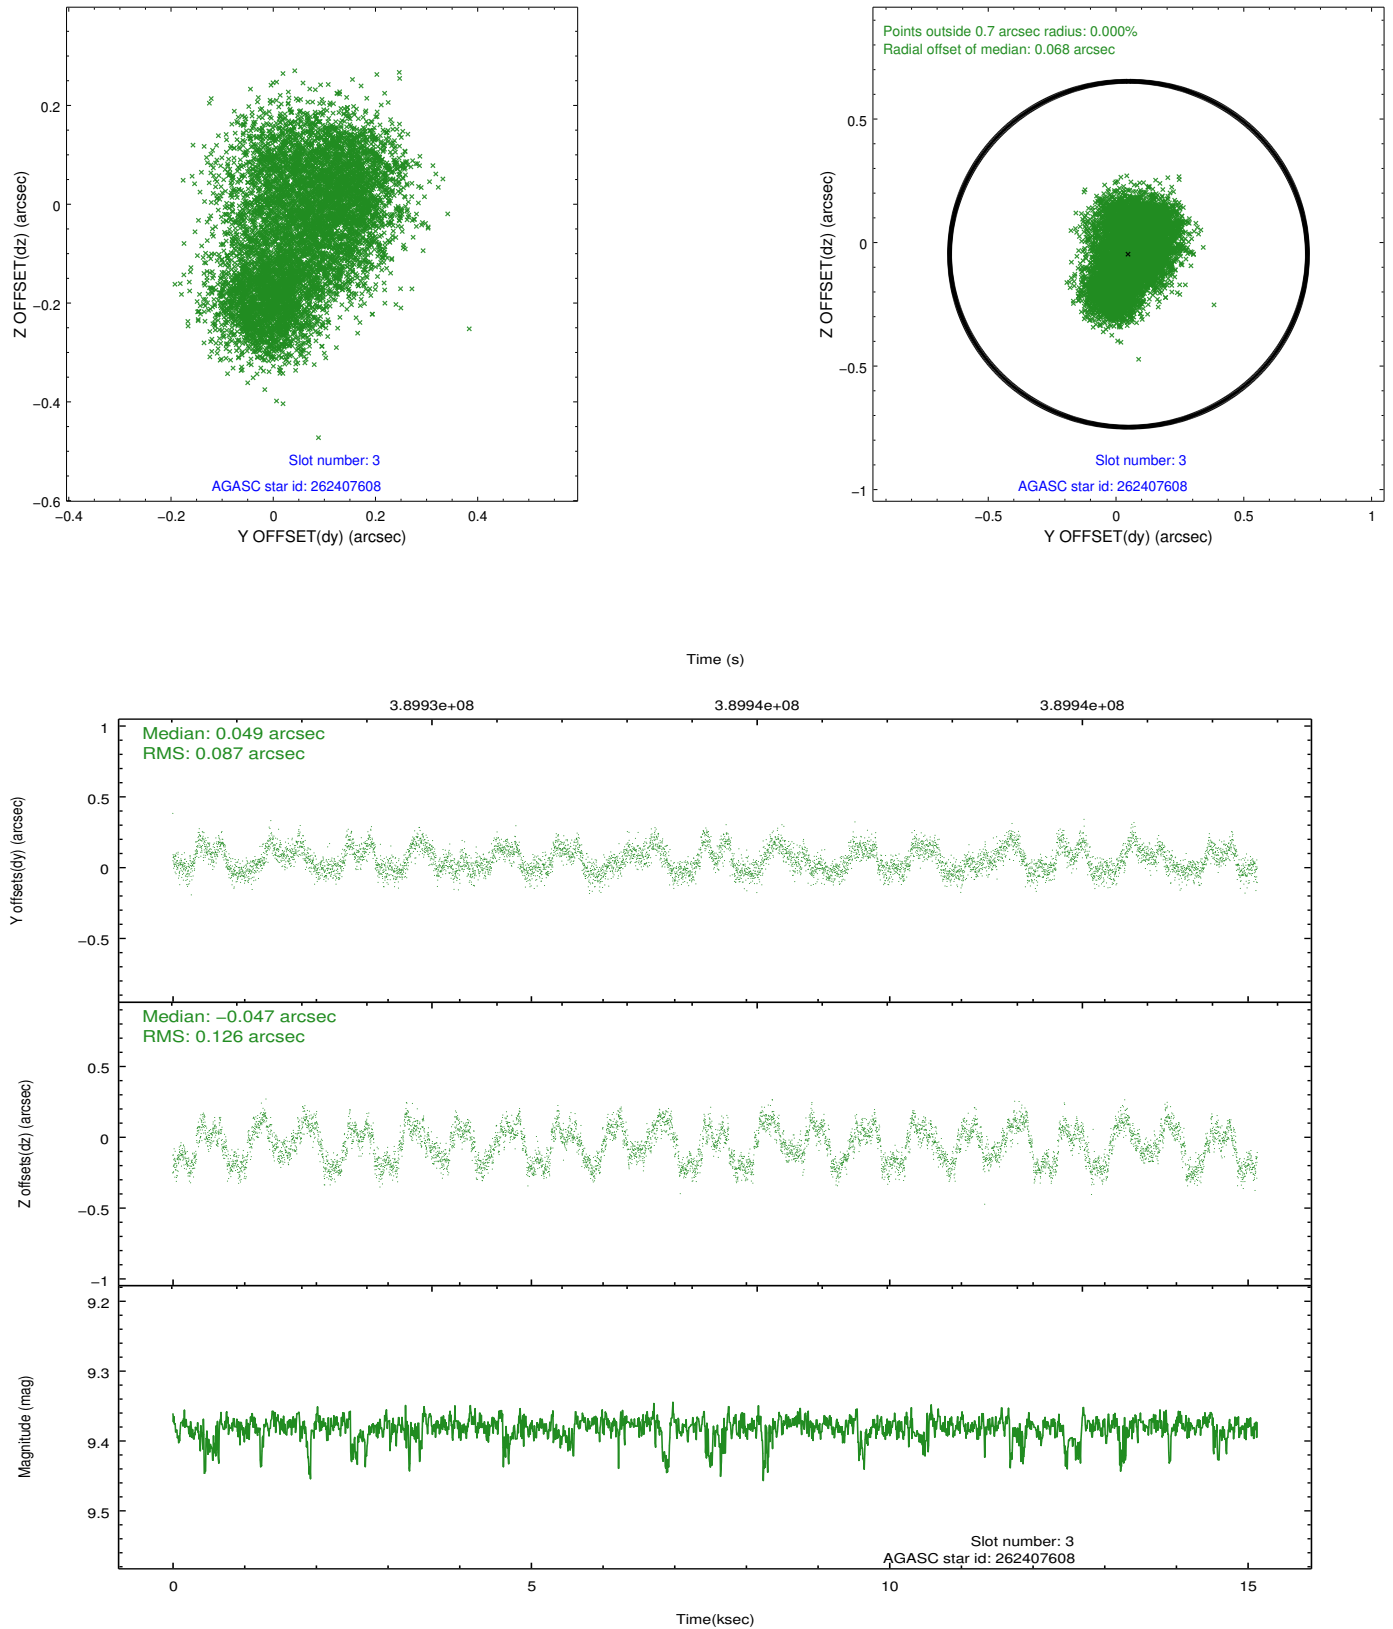 0.2
0
−0.2
−0.4
−0.6
−0.4
−0.2
0
0.2
0.4
Z OFFSET(dz) (arcsec)
Y OFFSET(dy) (arcsec)
Slot number: 3
AGASC star id: 262407608
Points outside 0.7 arcsec radius: 0.000%
Radial offset of median: 0.068 arcsec
0.5
0
−0.5
−1
−0.5
0
0.5
1
Z OFFSET(dz) (arcsec)
Y OFFSET(dy) (arcsec)
Slot number: 3
AGASC star id: 262407608
Time (s)
3.8993e+08
3.8994e+08
3.8994e+08
Median: 0.049 arcsec
RMS: 0.087 arcsec
1
0.5
0
−0.5
Y offsets(dy) (arcsec)
Median: −0.047 arcsec
RMS: 0.126 arcsec
0.5
0
−0.5
−1
Z offsets(dz) (arcsec)
9.2
9.3
9.4
9.5
Magnitude (mag)
Slot number: 3
AGASC star id: 262407608
0
5
10
15
Time(ksec)